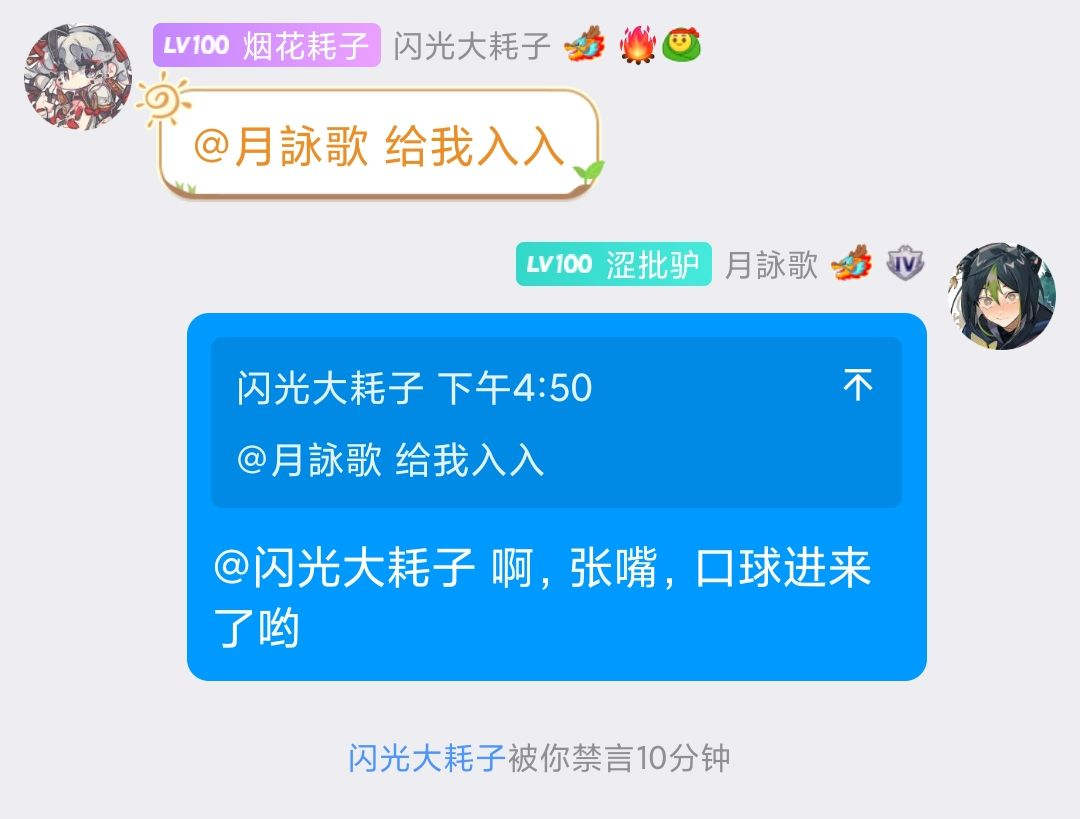 LV100 烟花耗子 闪光大耗子
@月詠歌 给我入入
LV100 涩批驴 月詠歌 IV
闪光大耗子 下午4:50
@月詠歌 给我入入
@闪光大耗子 啊，张嘴，口球进来
了哟
闪光大耗子被你禁言10分钟